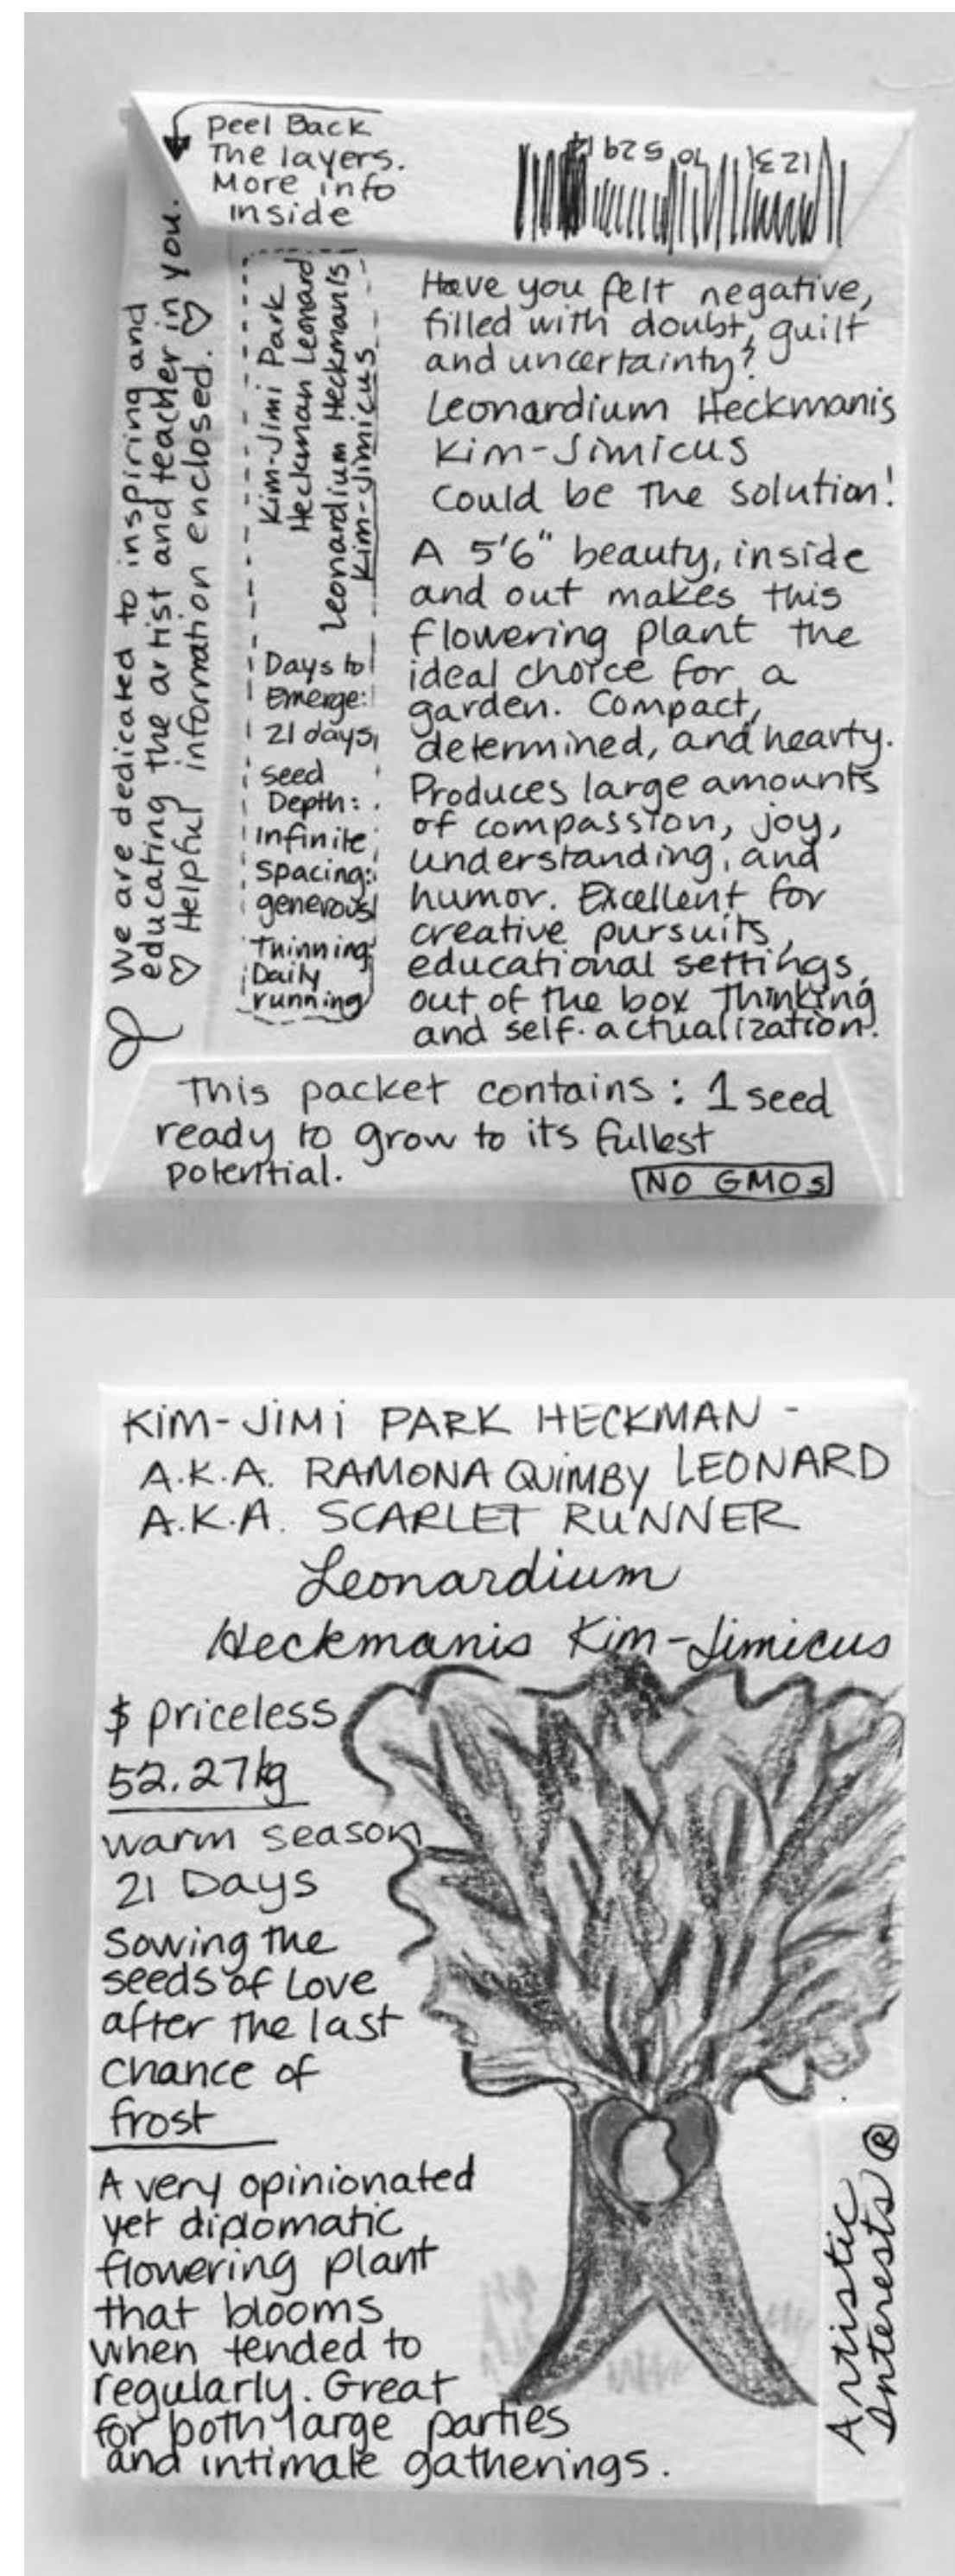 Peel Back
The layers.
More info
inside
We are dedicated to inspiring and
educating the artist and teacher in you.
♡ Helpful information enclosed. ♡
Kim-Jimi Park
Heckman Leonard
Leonardium Heckmanis
Kim-Jimicus
Days to
Emerge:
21 days
Seed
Depth:
Infinite
Spacing:
generous
Thinning
Daily
running
Have you felt negative,
filled with doubt, guilt
and uncertainty?
Leonardium Heckmanis
Kim-Jimicus
Could be the solution!
A 5'6" beauty, inside
and out makes this
flowering plant the
ideal choice for a
garden. Compact,
determined, and hearty.
Produces large amounts
of compassion, joy,
understanding, and
humor. Excellent for
creative pursuits,
educational settings,
out of the box thinking
and self-actualization.
This packet contains: 1 seed
ready to grow to its fullest
potential.
NO GMOs
KIM-JIMI PARK HECKMAN -
A.K.A. RAMONA QUIMBY LEONARD
A.K.A. SCARLET RUNNER
Leonardium
Heckmanis Kim-Jimicus
$ priceless
52.27kg
warm season
21 Days
Sowing the
seeds of Love
after the last
chance of
frost
A very opinionated
yet diplomatic
flowering plant
that blooms
when tended to
regularly. Great
for both large parties
and intimate gatherings.
Artistic
Interests ®